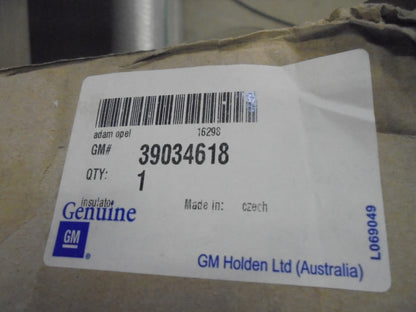 adam opel 16298
GM# 39034618
QTY: 1
insulator Made in: czech
Genuine
GM
GM Holden Ltd (Australia)
L069049